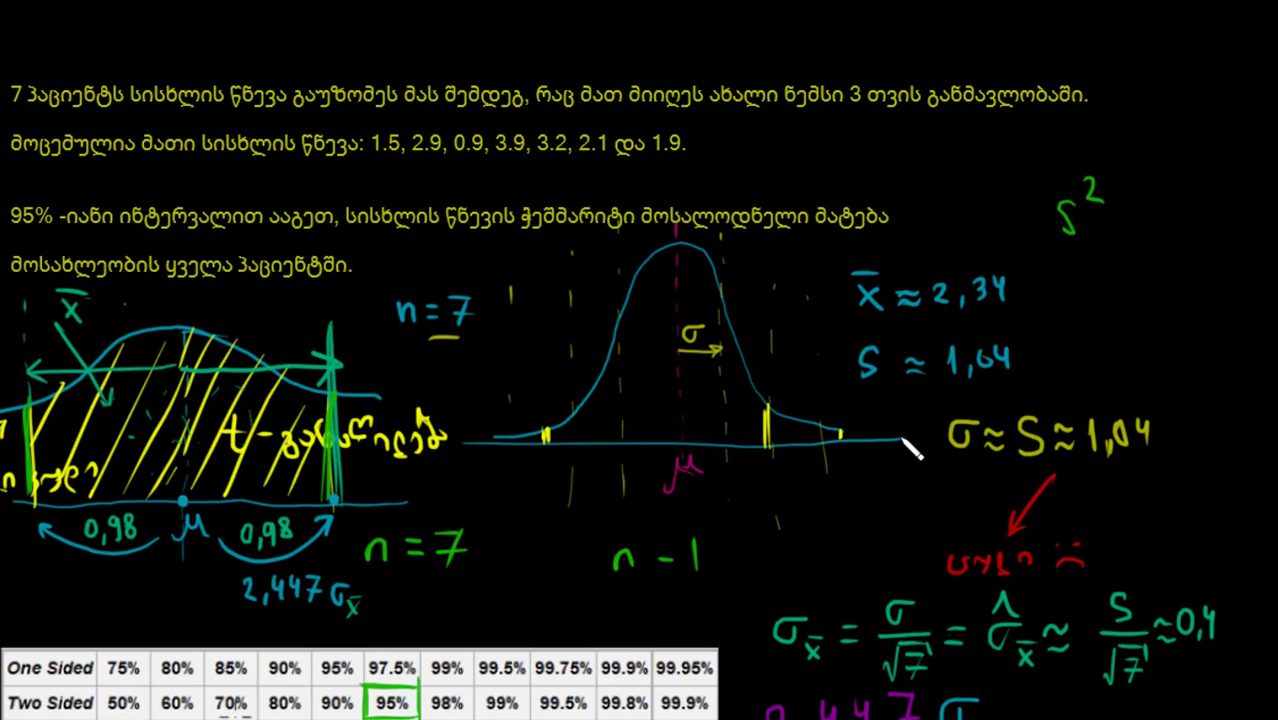 7 პაციენტს სისხლის წნევა გაუზომეს მას შემდეგ, რაც მათ მიიღეს ახალი წემსი 3 თვის განმავლობაში.
მოცემულია მათი სისხლის წნევა: 1.5, 2.9, 0.9, 3.9, 3.2, 2.1 და 1.9.
95% -იანი ინტერვალით ააგეთ, სისხლის წნევის ჭეშმარიტი მოსალოდნელი მატება
მოსახლეობის ყველა პაციენტში.
S²
x̄
n = 7
σ
x̄ ≈ 2,34
S ≈ 1,04
t - განაწილება
σ ≈ S ≈ 1,04
μ
0,98 μ 0,98
n = 7
n - 1
2,447 σx̄
σx̄ = σ/√7 = σ̂x̄ ≈ S/√7 ≈ 0,4
One Sided 75% 80% 85% 90% 95% 97.5% 99% 99.5% 99.75% 99.9% 99.95%
Two Sided 50% 60% 70% 80% 90% 95% 98% 99% 99.5% 99.8% 99.9%